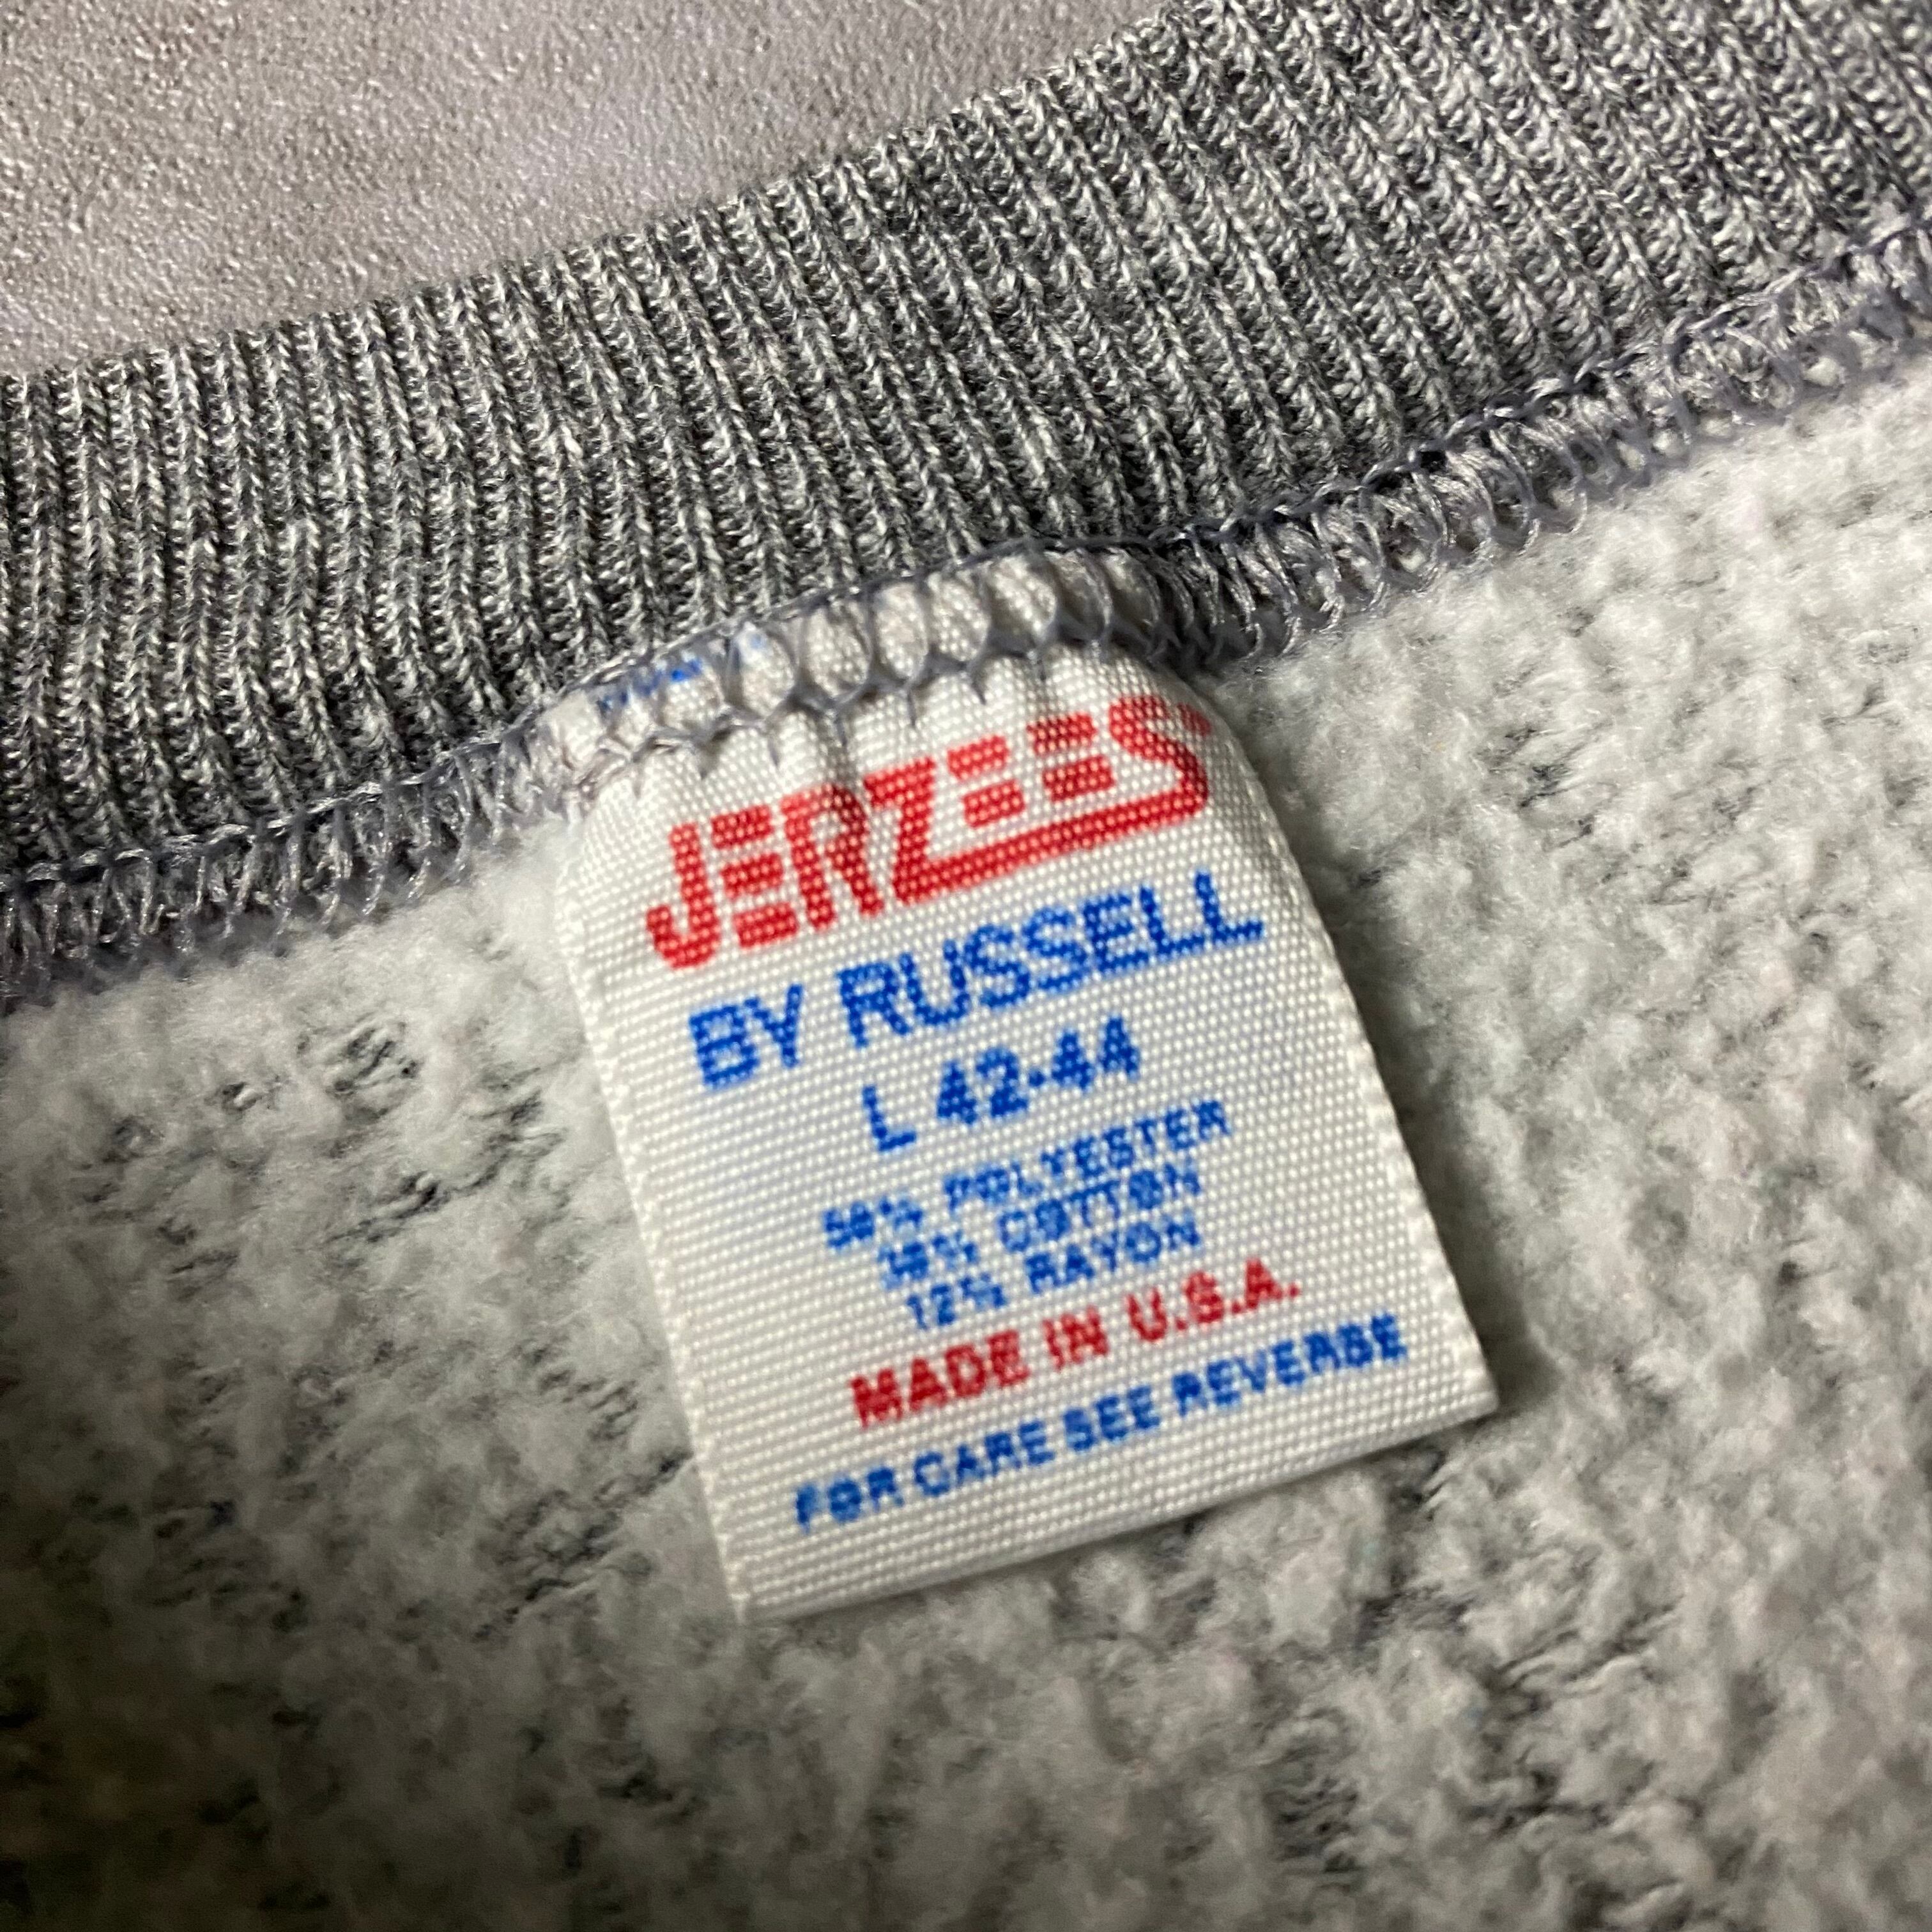 JERZEES
BY RUSSELL
L 42-44
50% POLYESTER
38% COTTON
12% RAYON
MADE IN U.S.A.
FOR CARE SEE REVERSE